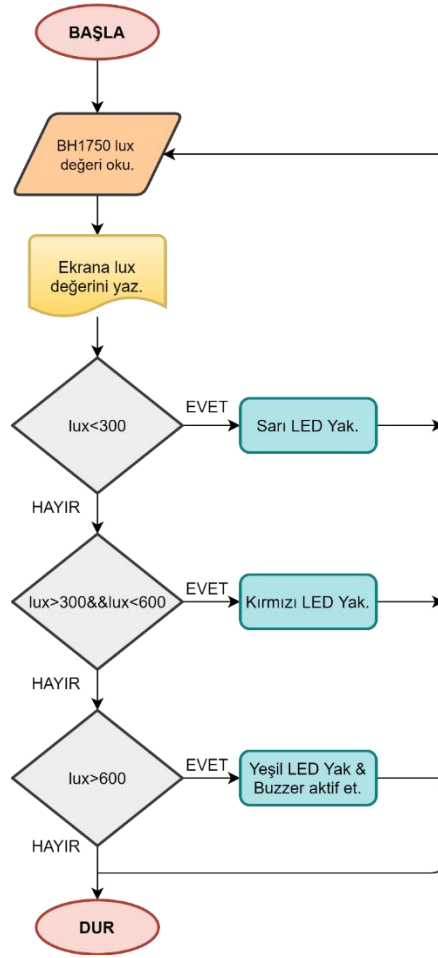 BAŞLA
BH1750 lux
değeri oku.
Ekrana lux
değerini yaz.
lux<300
EVET
Sarı LED Yak.
HAYIR
lux>300&&lux<600
EVET
Kırmızı LED Yak.
HAYIR
lux>600
EVET
Yeşil LED Yak &
Buzzer aktif et.
HAYIR
DUR